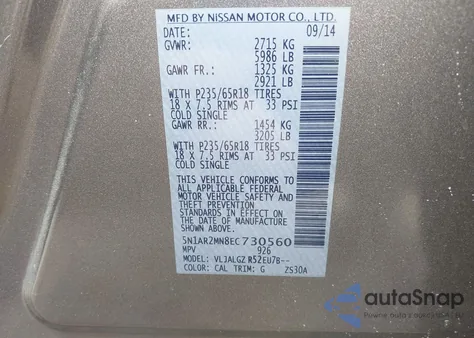 MFD BY NISSAN MOTOR CO., LTD.
DATE: 09/14
GVWR: 2715 KG
5986 LB
GAWR FR.: 1325 KG
2921 LB
WITH P235/65R18 TIRES
18 X 7.5 RIMS AT 33 PSI
COLD SINGLE
GAWR RR.: 1454 KG
3205 LB
WITH P235/65R18 TIRES
18 X 7.5 RIMS AT 33 PSI
COLD SINGLE
THIS VEHICLE CONFORMS TO
ALL APPLICABLE FEDERAL
MOTOR VEHICLE SAFETY AND
THEFT PREVENTION
STANDARDS IN EFFECT ON
THE DATE OF MANUFACTURE
SHOWN ABOVE.
5N1AR2MN8EC730560
MPV 926
MODEL: VLJALGZ R52EU7B--
COLOR: CAL TRIM: G ZS30A
autoSnap